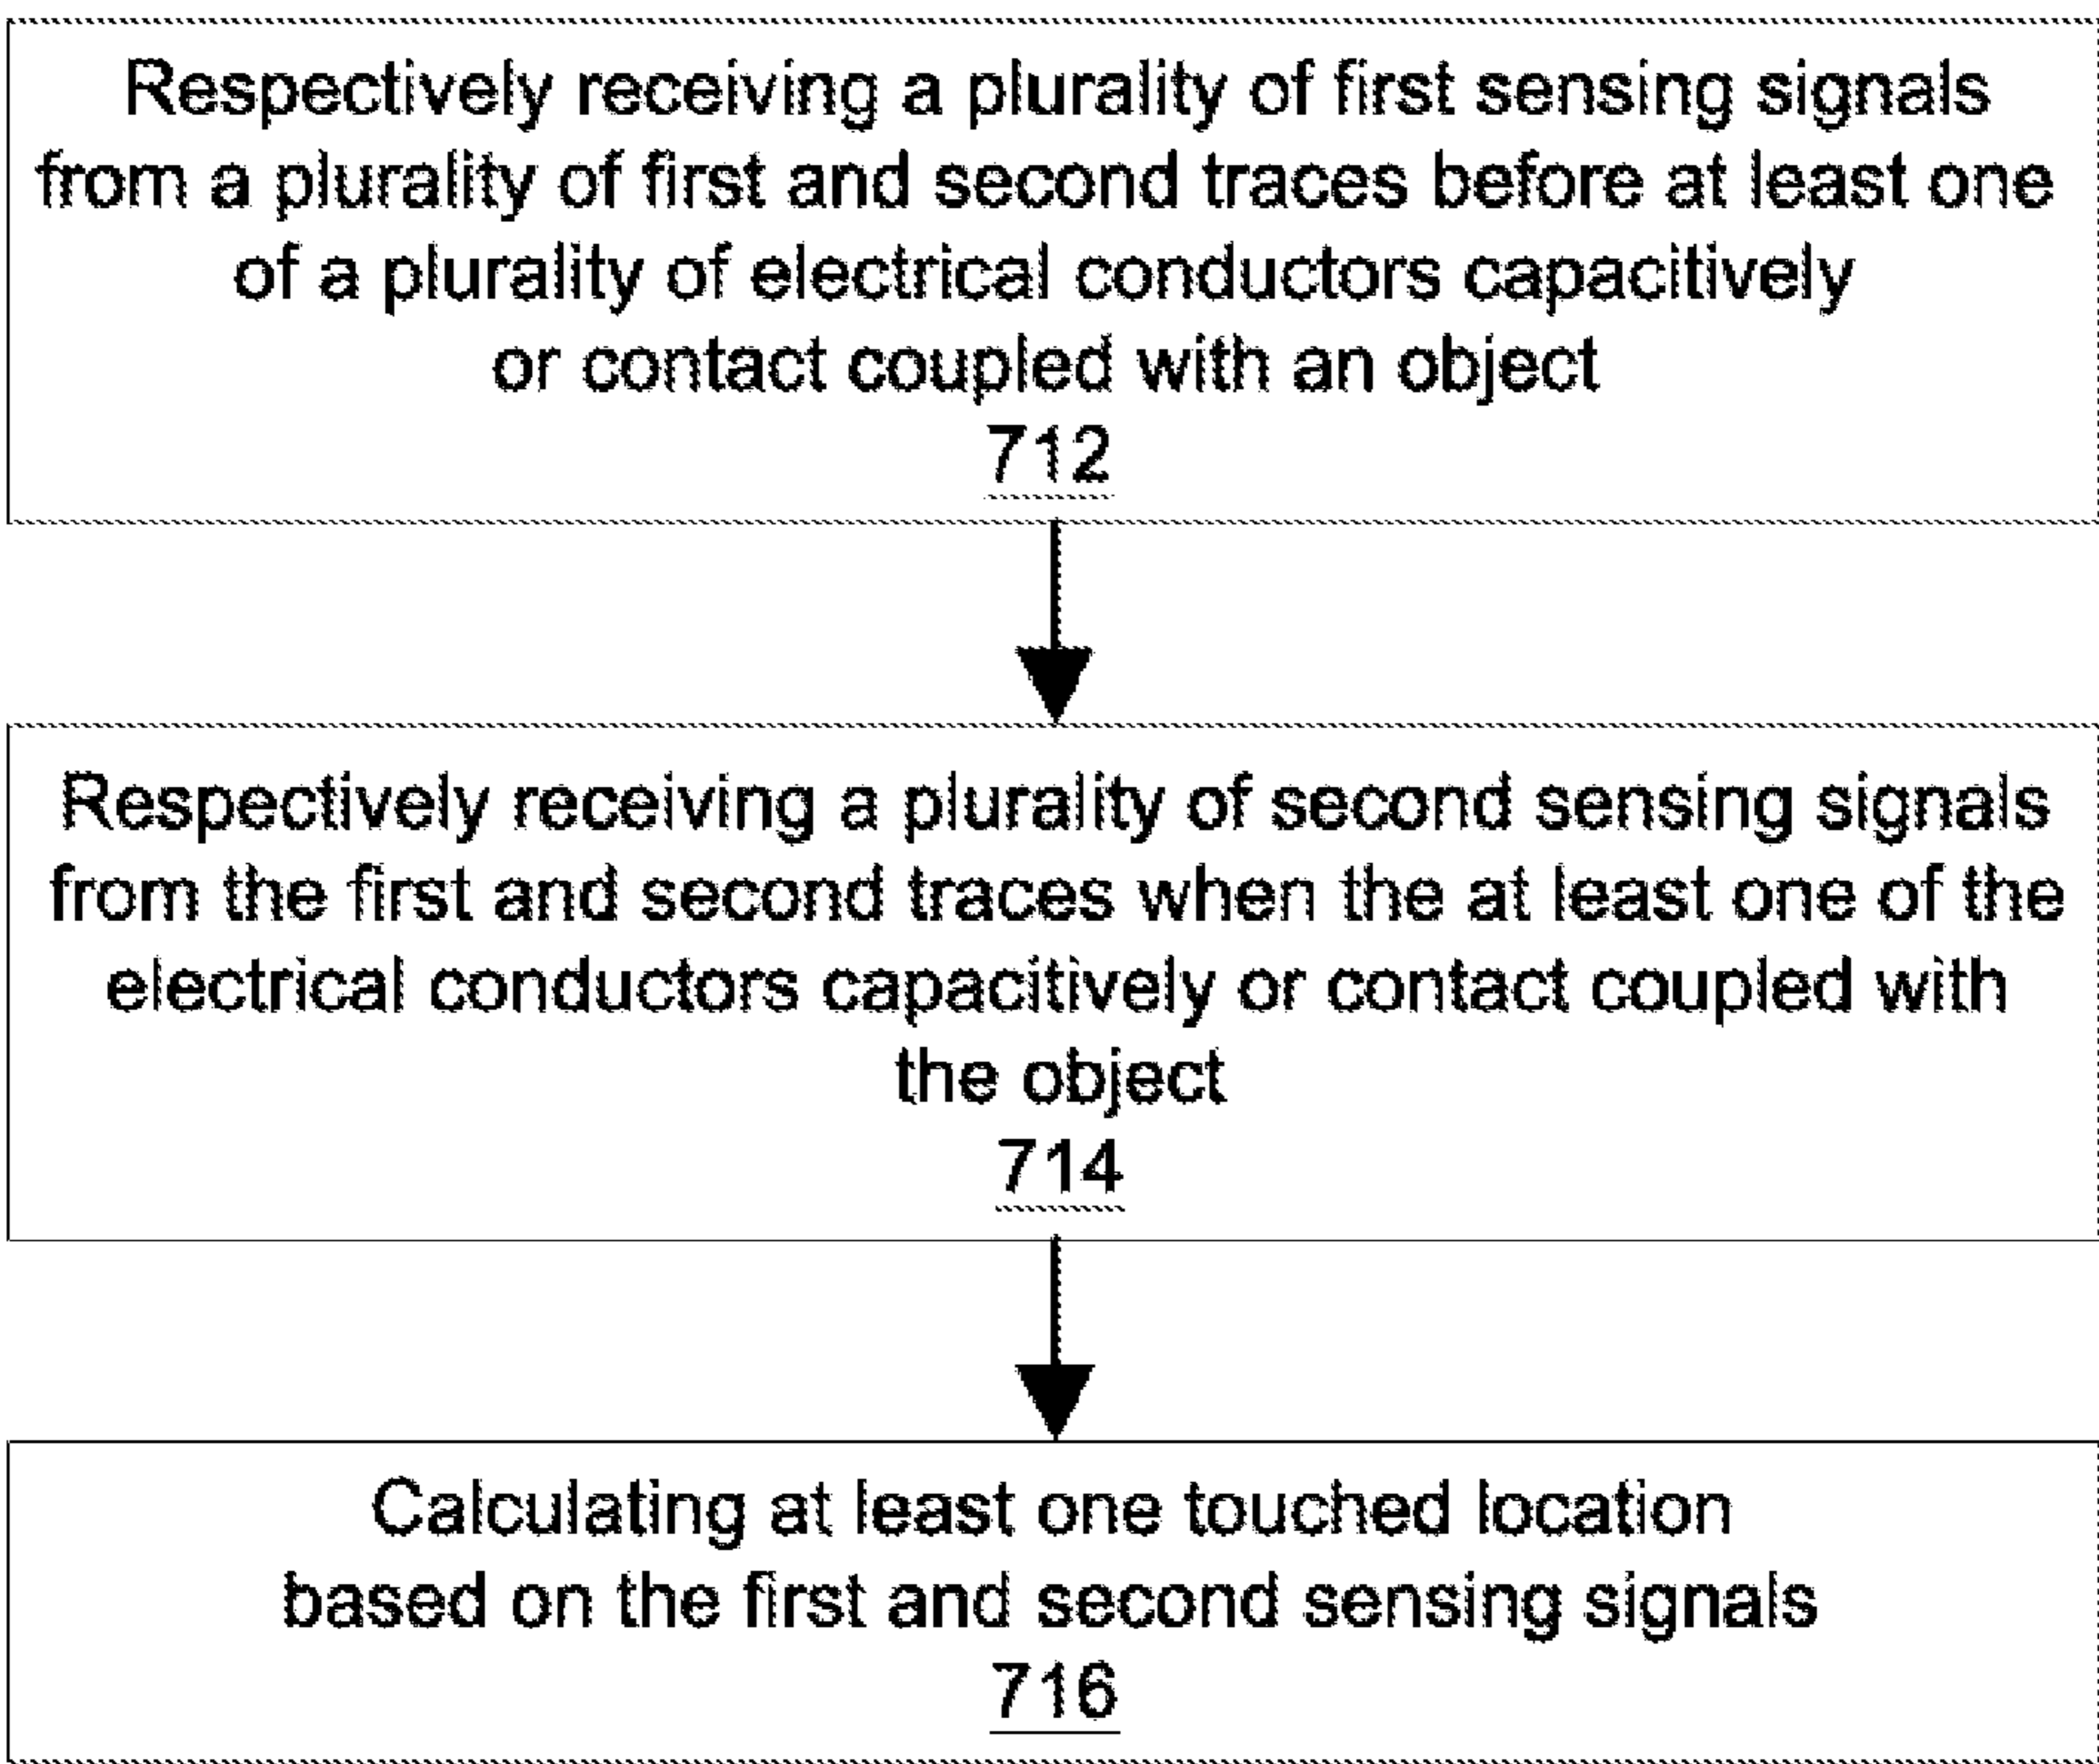 Respectively receiving a plurality of first sensing signals
from a plurality of first and second traces before at least one
of a plurality of electrical conductors capacitively
or contact coupled with an object
712
Respectively receiving a plurality of second sensing signals
from the first and second traces when the at least one of the
electrical conductors capacitively or contact coupled with
the object
714
Calculating at least one touched location
based on the first and second sensing signals
716